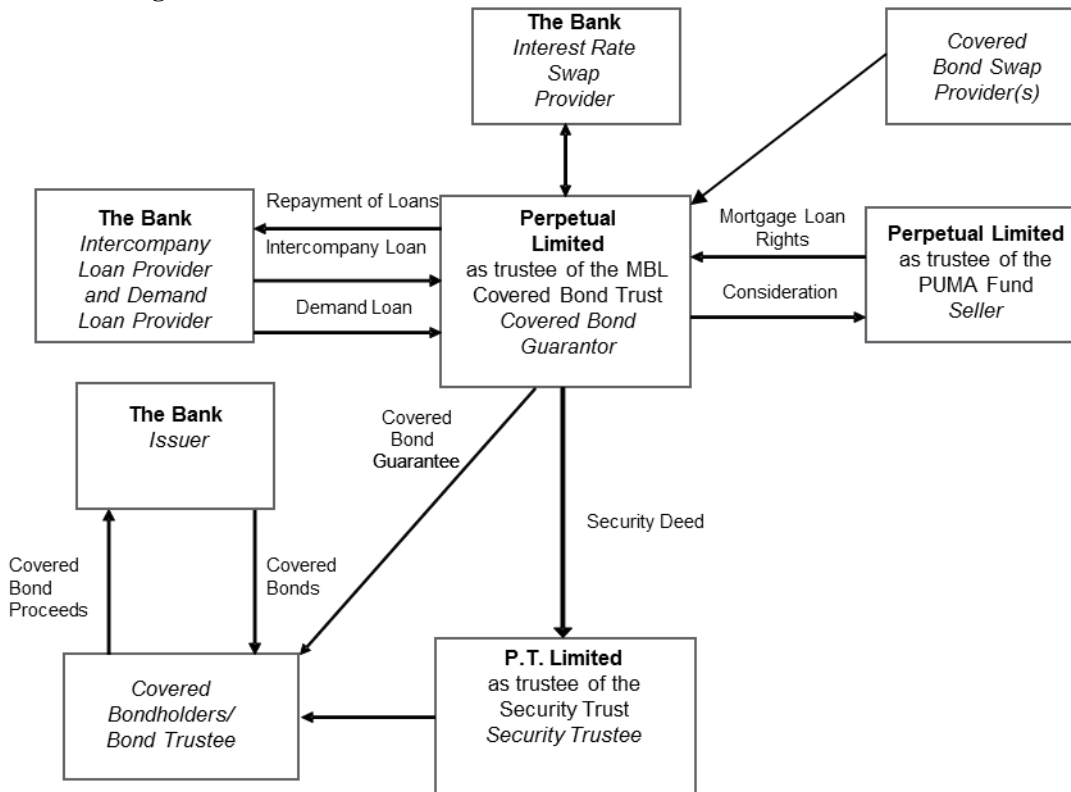 The Bank
Interest Rate
Swap
Provider
Covered
Bond Swap
Provider(s)
The Bank
Intercompany
Loan Provider
and Demand
Loan Provider
Repayment of Loans
Intercompany Loan
Demand Loan
Perpetual
Limited
as trustee of the MBL
Covered Bond Trust
Covered Bond
Guarantor
Mortgage Loan
Rights
Consideration
Perpetual Limited
as trustee of the
PUMA Fund
Seller
The Bank
Issuer
Covered
Bond
Guarantee
Security Deed
Covered
Bond
Proceeds
Covered
Bonds
Covered
Bondholders/
Bond Trustee
P.T. Limited
as trustee of the
Security Trust
Security Trustee